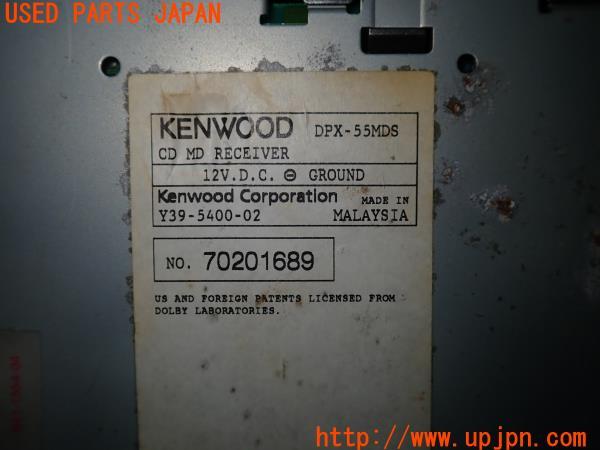 USED PARTS JAPAN
KENWOOD DPX-55MDS
CD MD RECEIVER
12V.D.C. ⊖ GROUND
Kenwood Corporation MADE IN
Y39-5400-02 MALAYSIA
NO. 70201689
US AND FOREIGN PATENTS LICENSED FROM
DOLBY LABORATORIES.
http://www.upjpn.com/